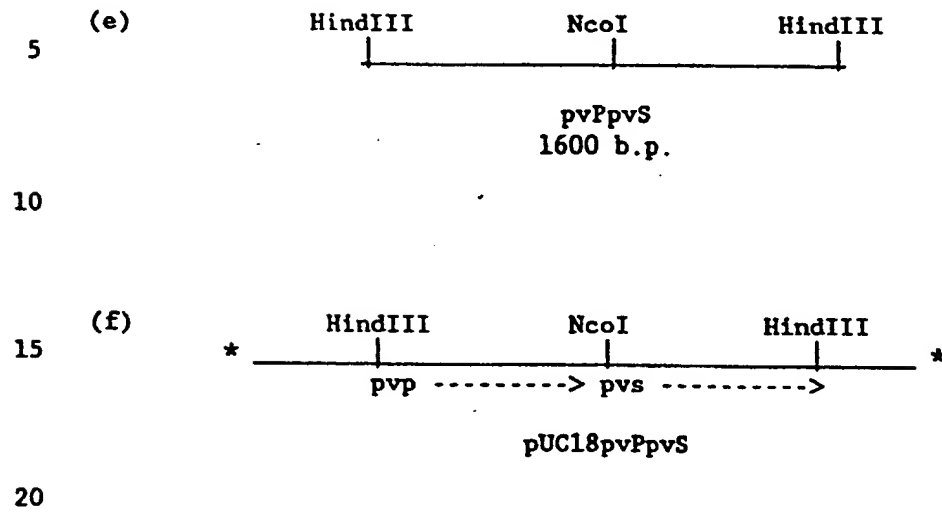 (e) HindIII NcoI HindIII
5
pvPpvS
1600 b.p.
10
(f) HindIII NcoI HindIII
15 * *
pvp ---------> pvs ---------->
pUC18pvPpvS
20